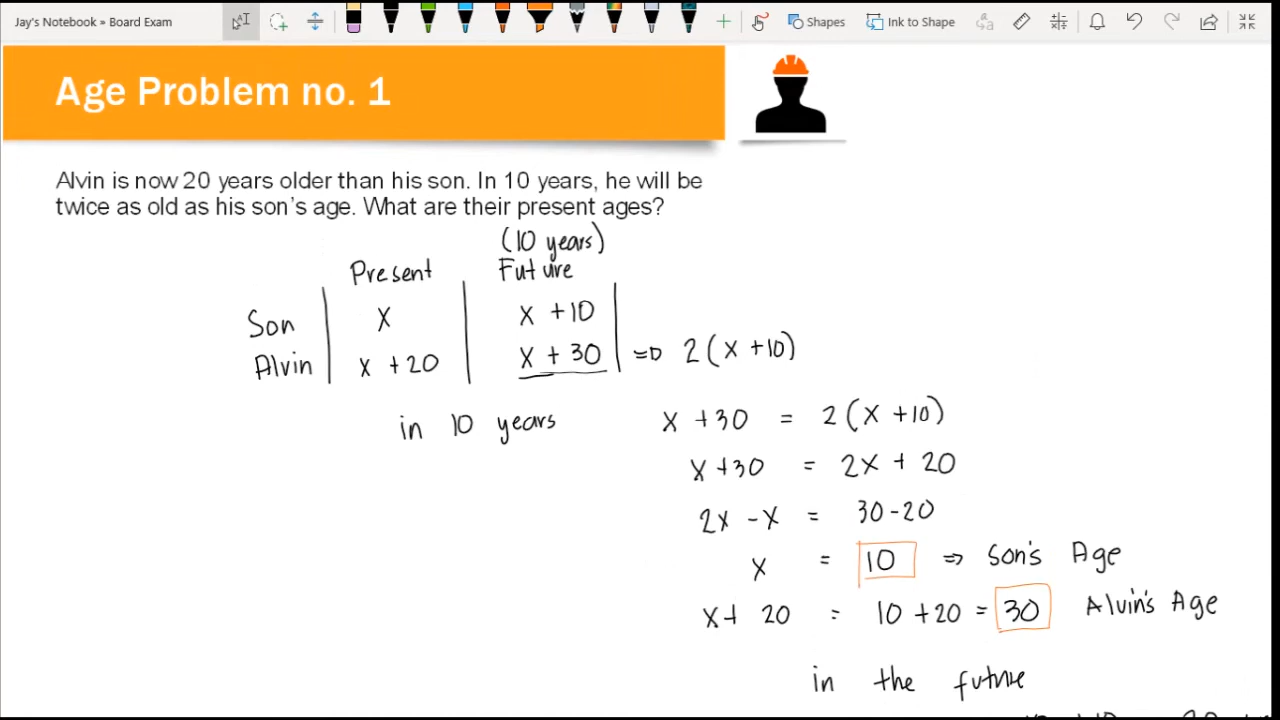 Jay's Notebook » Board Exam
Shapes
Ink to Shape
Age Problem no. 1
Alvin is now 20 years older than his son. In 10 years, he will be
twice as old as his son's age. What are their present ages?
(10 years)
Present Future
Son x x +10
Alvin x +20 x + 30 => 2(x +10)
in 10 years
x +30 = 2(x +10)
x +30 = 2x + 20
2x -x = 30-20
x = 10 => Son's Age
x+ 20 = 10 +20 = 30 Alvin's Age
in the future